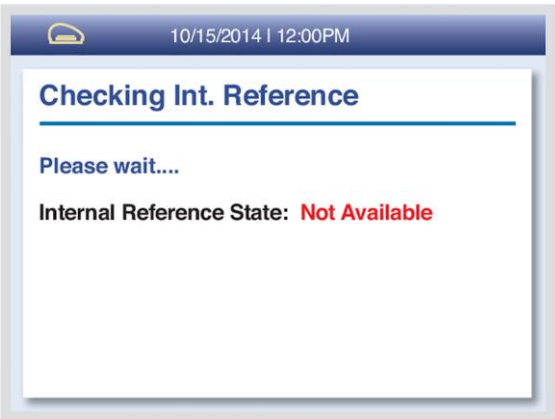 10/15/2014 | 12:00PM
Checking Int. Reference
Please wait....
Internal Reference State: Not Available